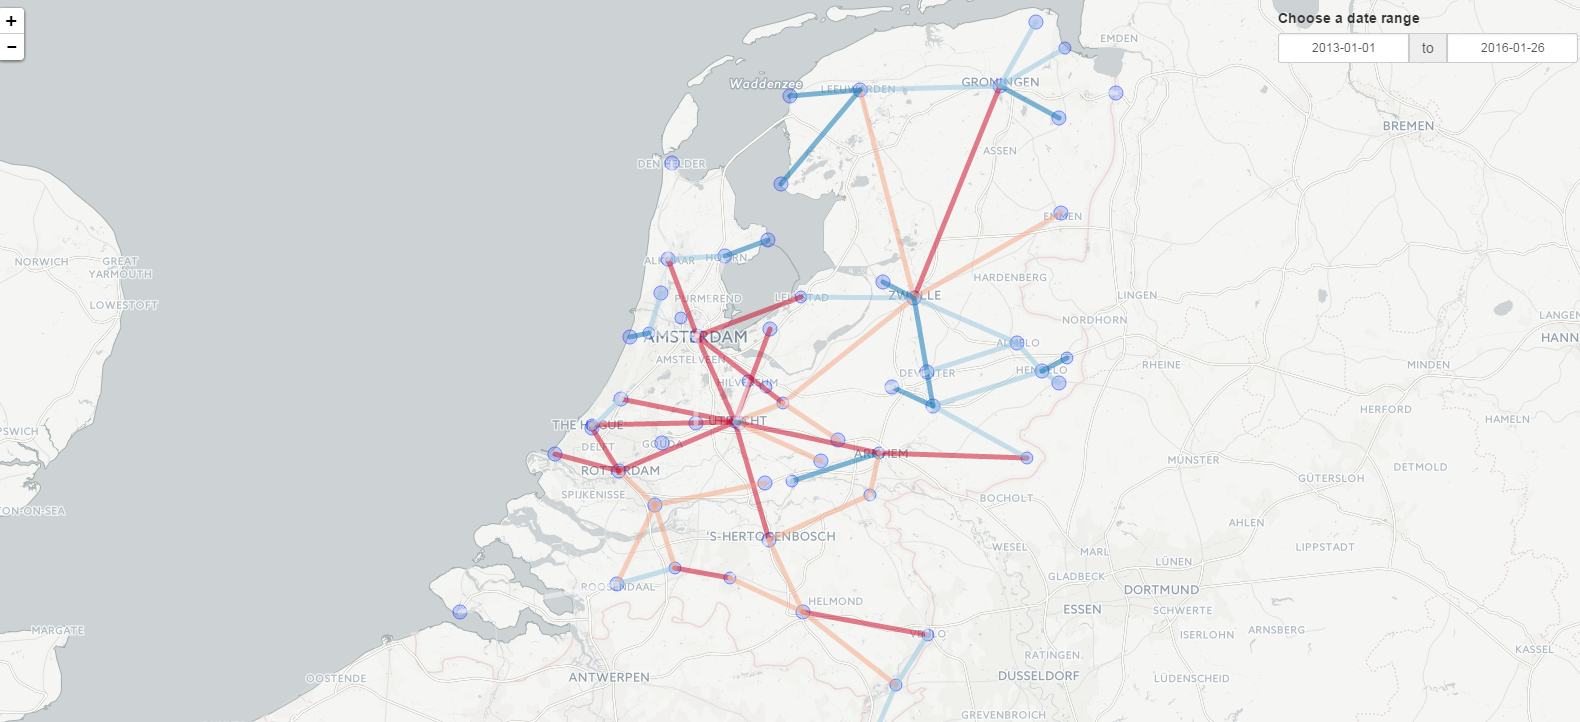 +
−
Choose a date range
2013-01-01 to 2016-01-26
EMDEN
Waddenzee
LEEUWARDEN
GRONINGEN
BREMEN
ASSEN
DEN HELDER
EMMEN
NORWICH
GREAT
YARMOUTH
ALKMAAR
HOORN
HARDENBERG
LOWESTOFT
PURMEREND
LELYSTAD
ZWOLLE
LINGEN
NORDHORN
LANGEN
AMSTERDAM
ALMELO
HANN
AMSTELVEEN
RHEINE
MINDEN
HILVERSUM
DEVENTER
HENGELO
HERFORD
HAMELN
THE HAGUE
UTRECHT
PSWICH
DELFT
GOUDA
ARNHEM
MÜNSTER
DETMOLD
ROTTERDAM
GÜTERSLOH
SPIJKENISSE
BOCHOLT
TON-ON-SEA
AHLEN
'S-HERTOGENBOSCH
WESEL
MARL
LÜNEN
LIPPSTADT
GLADBECK
ROOSENDAAL
DORTMUND
HELMOND
ESSEN
SCHWERTE
MARGATE
VENLO
ISERLOHN
ARNSBERG
RATINGEN
KASSEL
OOSTENDE
ANTWERPEN
DÜSSELDORF
LÜDENSCHEID
GREVENBROICH